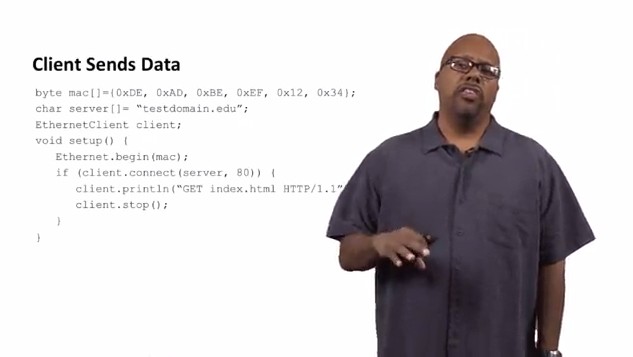 Client Sends Data
byte mac[]={0xDE, 0xAD, 0xBE, 0xEF, 0x12, 0x34};
char server[]= “testdomain.edu”;
EthernetClient client;
void setup() {
Ethernet.begin(mac);
if (client.connect(server, 80)) {
client.println(“GET index.html HTTP/1.1”
client.stop();
}
}